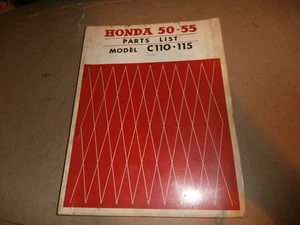 HONDA 50-55
PARTS LIST
MODEL C110·115